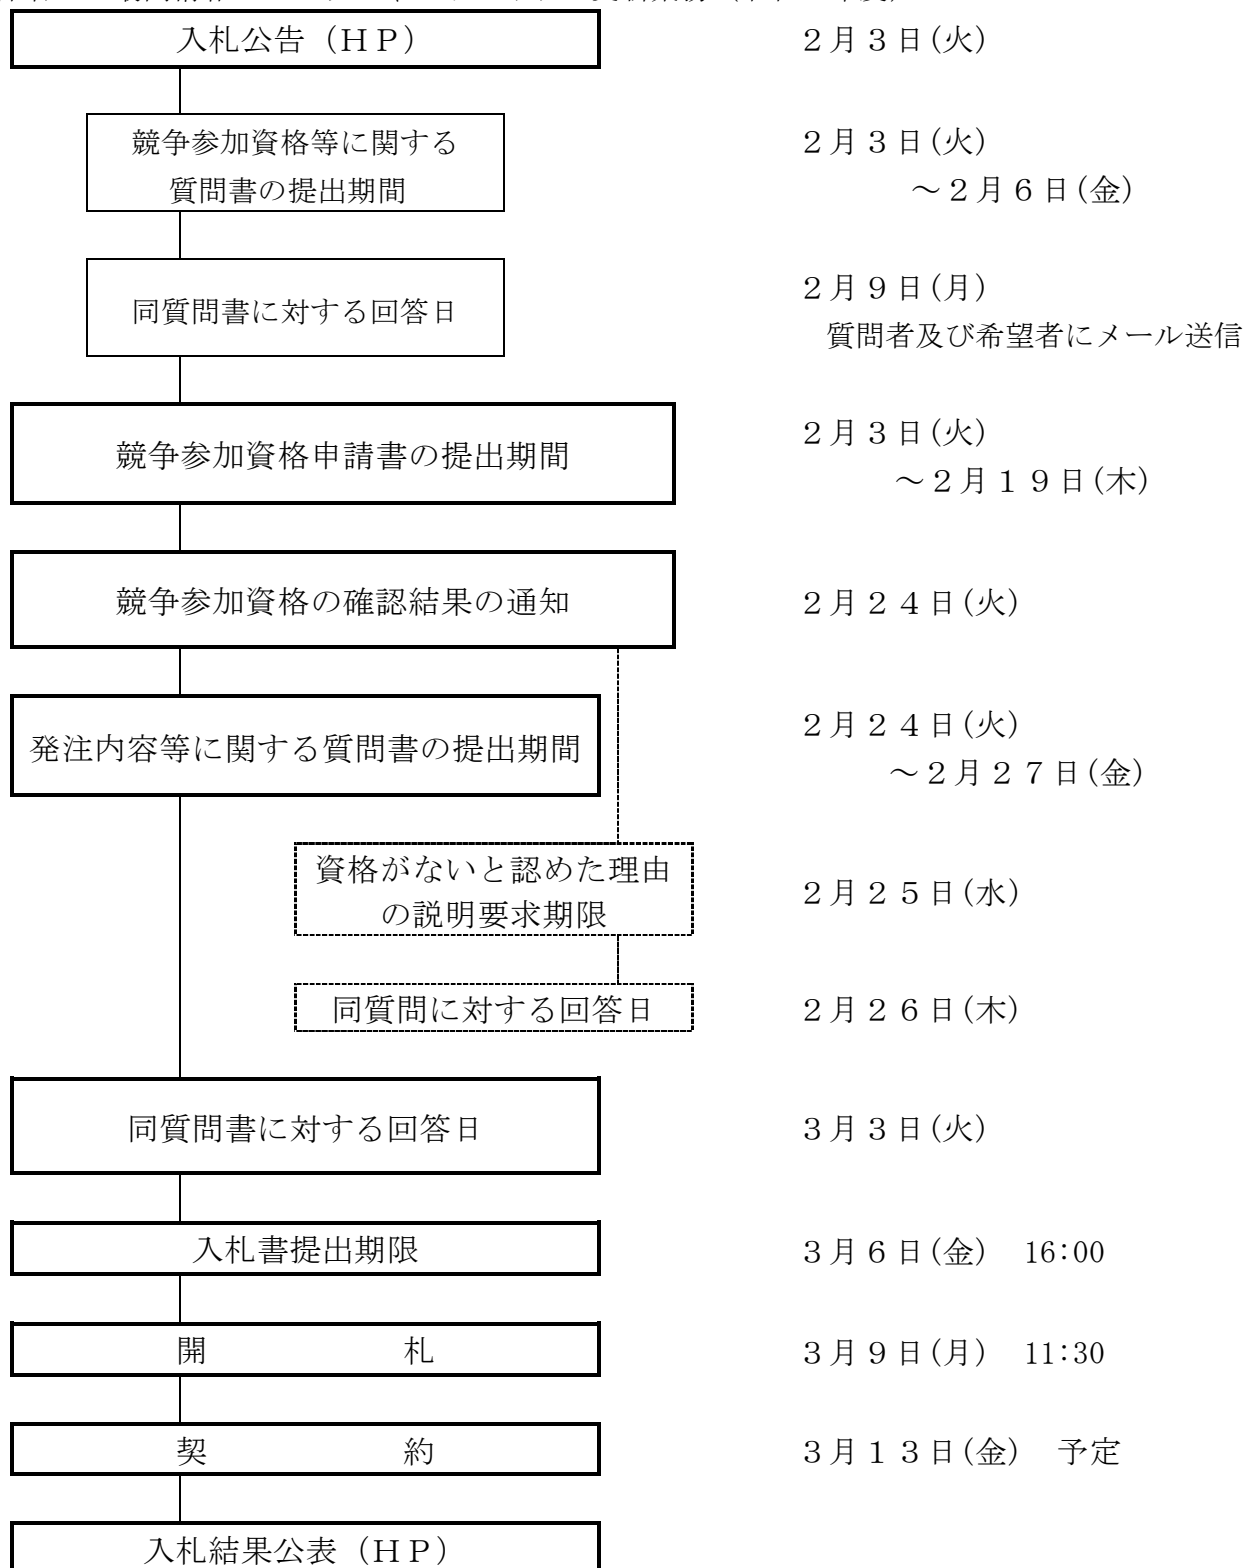 入札公告（ＨＰ）
２月３日(火)
競争参加資格等に関する
質問書の提出期間
２月３日(火)
～２月６日(金)
同質問書に対する回答日
２月９日(月)
質問者及び希望者にメール送信
競争参加資格申請書の提出期間
２月３日(火)
～２月１９日(木)
競争参加資格の確認結果の通知
２月２４日(火)
発注内容等に関する質問書の提出期間
２月２４日(火)
～２月２７日(金)
資格がないと認めた理由
の説明要求期限
２月２５日(水)
同質問に対する回答日
２月２６日(木)
同質問書に対する回答日
３月３日(火)
入札書提出期限
３月６日(金)　16:00
開　　　　　　札
３月９日(月)　11:30
契　　　　　　約
３月１３日(金)　予定
入札結果公表（ＨＰ）